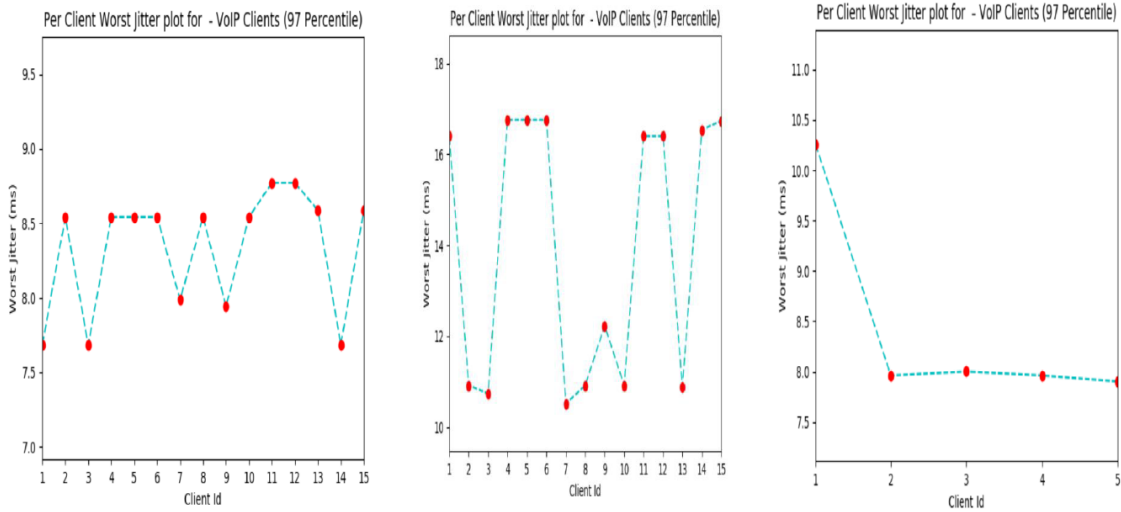 Per Client Worst Jitter plot for - VoIP Clients (97 Percentile)
9.5
9.0
8.5
8.0
7.5
7.0
Worst Jitter (ms)
1 2 3 4 5 6 7 8 9 10 11 12 13 14 15
Client Id
Per Client Worst Jitter plot for - VoIP Clients (97 Percentile)
18
16
14
12
10
Worst Jitter (ms)
1 2 3 4 5 6 7 8 9 10 11 12 13 14 15
Client Id
Per Client Worst Jitter plot for - VoIP Clients (97 Percentile)
11.0
10.5
10.0
9.5
9.0
8.5
8.0
7.5
Worst Jitter (ms)
1 2 3 4 5
Client Id